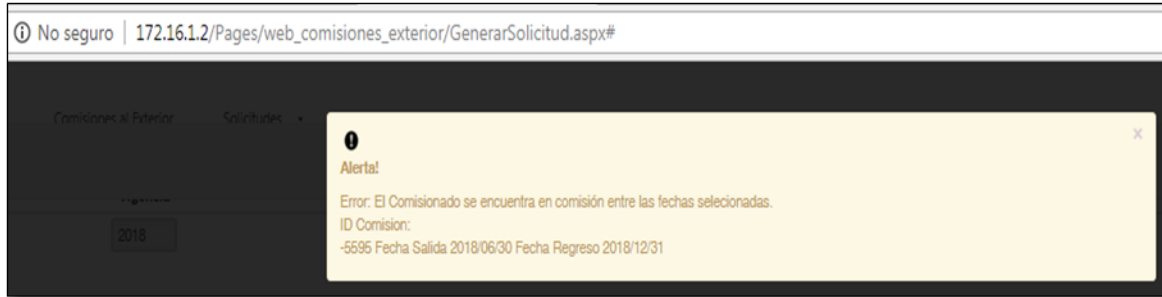 No seguro | 172.16.1.2/Pages/web_comisiones_exterior/GenerarSolicitud.aspx#
Comisiones al Exterior Solicitudes
Alerta! ×
Error: El Comisionado se encuentra en comisión entre las fechas selecionadas.
ID Comision:
-5595 Fecha Salida 2018/06/30 Fecha Regreso 2018/12/31
2018